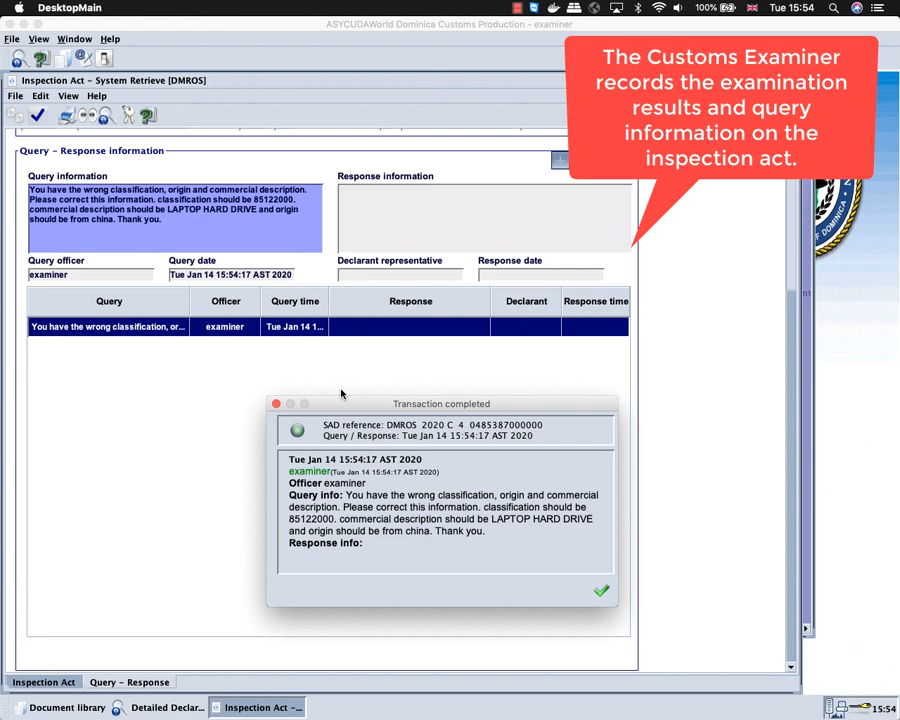 DesktopMain
100%
Tue 15:54
ASYCUDAWorld Dominica Customs Production - examiner
File View Window Help
The Customs Examiner
records the examination
results and query
information on the
inspection act.
Inspection Act - System Retrieve [DMROS]
File Edit View Help
Query - Response information
Query information
Response information
You have the wrong classification, origin and commercial description.
Please correct this information. classification should be 85122000.
commercial description should be LAPTOP HARD DRIVE and origin
should be from china. Thank you.
OF DOMINICA
Query officer
Query date
Declarant representative
Response date
examiner
Tue Jan 14 15:54:17 AST 2020
Query Officer Query time Response Declarant Response time
You have the wrong classification, or... examiner Tue Jan 14 1...
Transaction completed
SAD reference: DMROS 2020 C 4 0485387000000
Query / Response: Tue Jan 14 15:54:17 AST 2020
Tue Jan 14 15:54:17 AST 2020
examiner(Tue Jan 14 15:54:17 AST 2020)
Officer examiner
Query info: You have the wrong classification, origin and commercial
description. Please correct this information. classification should be
85122000. commercial description should be LAPTOP HARD DRIVE
and origin should be from china. Thank you.
Response info:
Inspection Act Query - Response
Document library Detailed Declar... Inspection Act -...
15:54